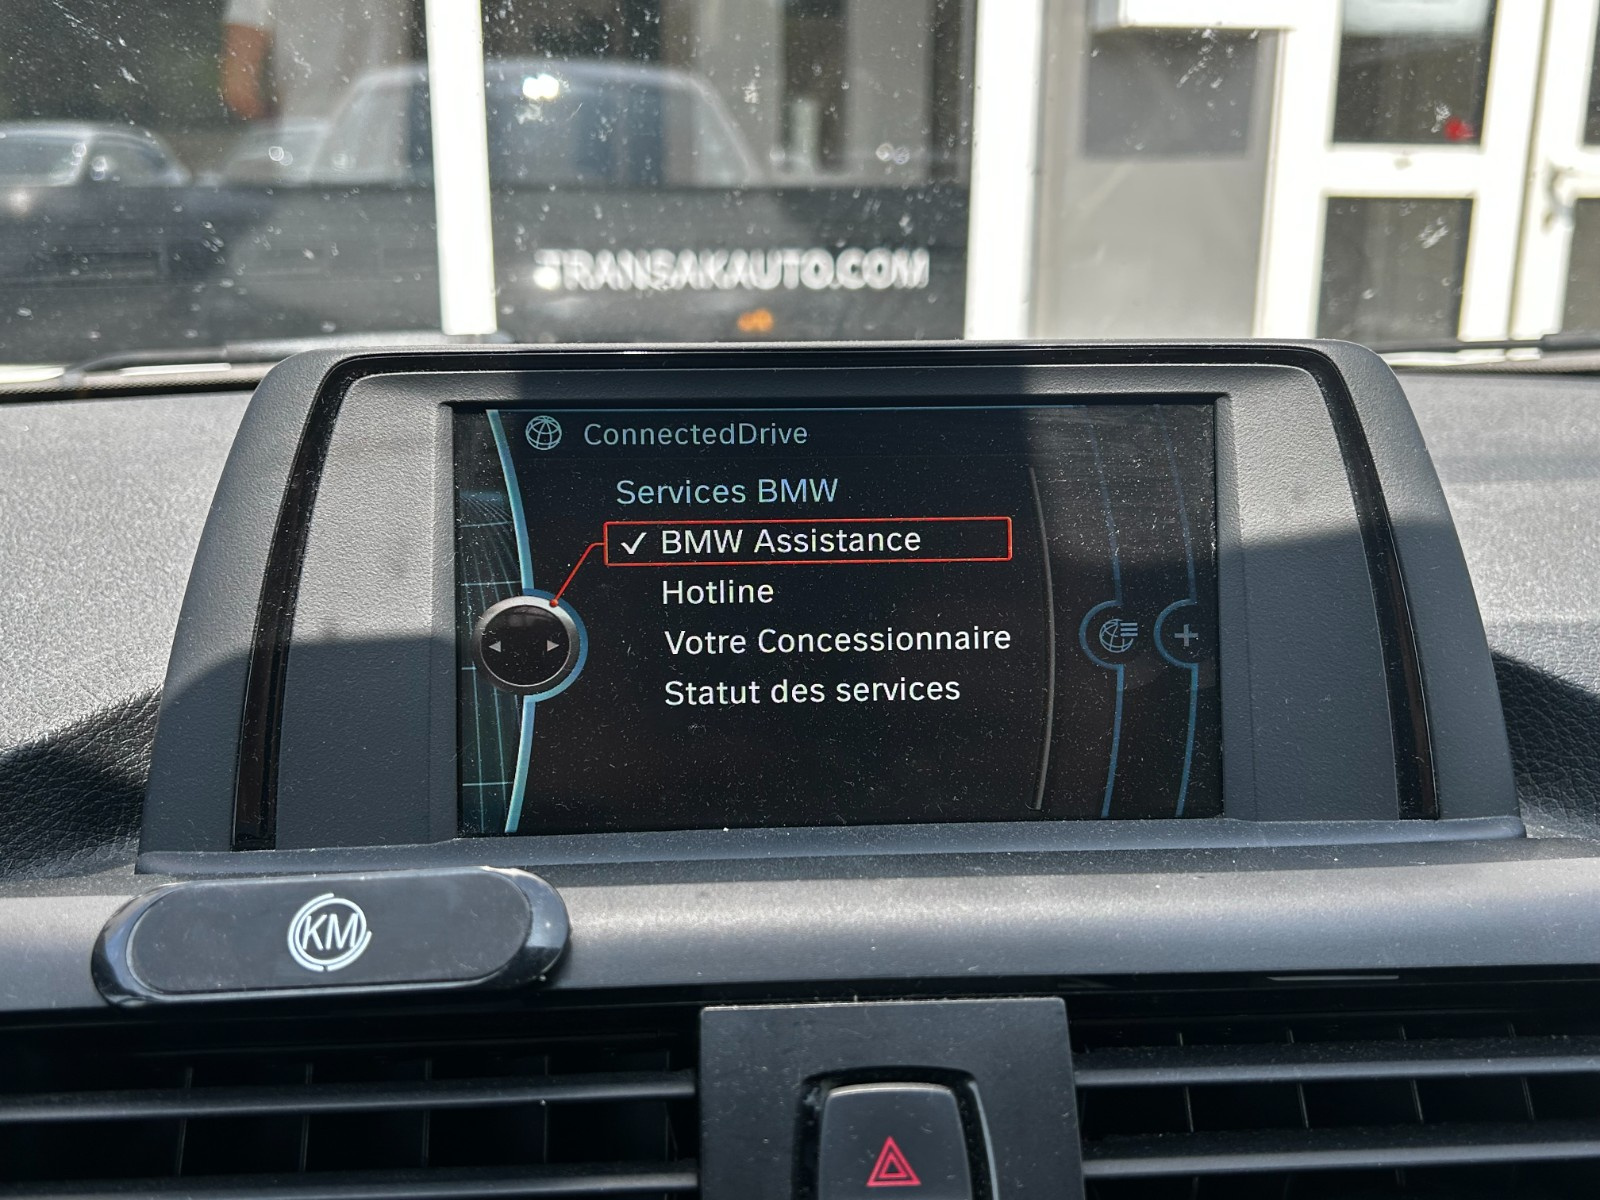 TRANSAKAUTO.COM
ConnectedDrive
Services BMW
✓ BMW Assistance
Hotline
Votre Concessionnaire
Statut des services
KM